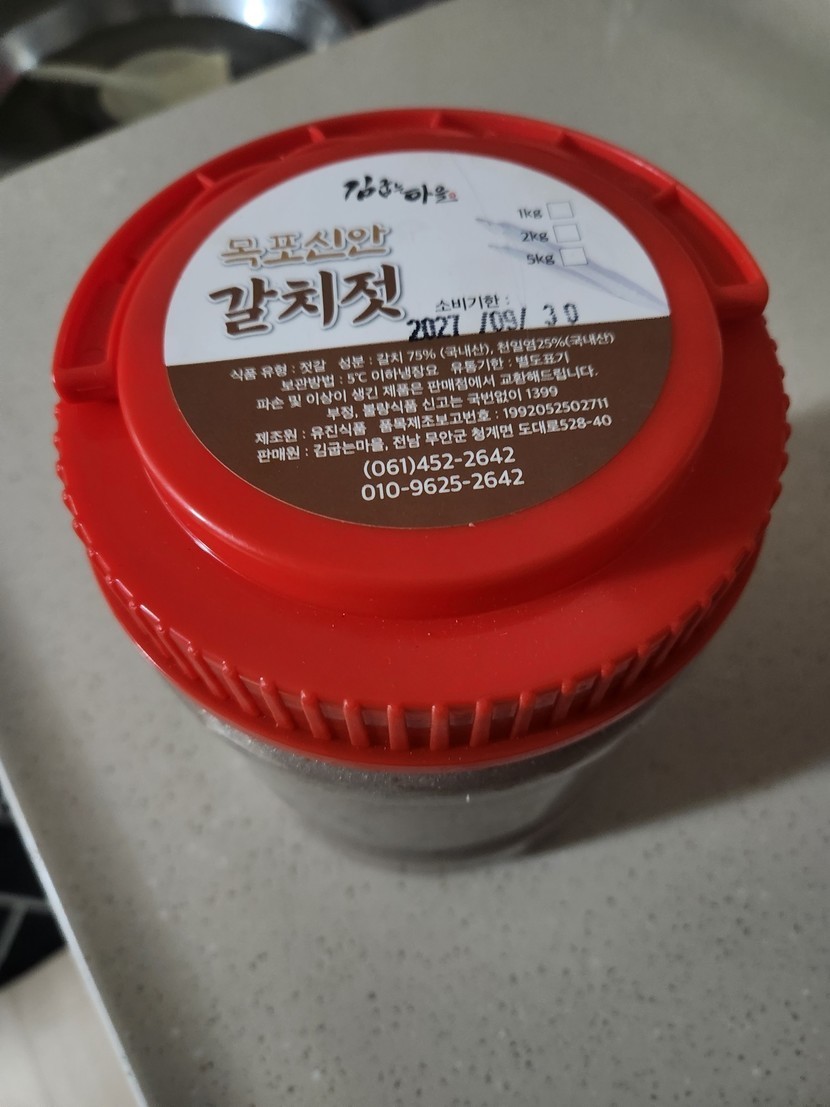 김굽는마을
1kg
2kg
5kg
목포신안
갈치젓
소비기한 :
2027 /09/ 30
식품 유형 : 젓갈 성분 : 갈치 75% (국내산), 천일염25%(국내산)
보관방법 : 5℃ 이하냉장요 유통기한 : 별도표기
파손 및 이상이 생긴 제품은 판매점에서 교환해드립니다.
부정, 불량식품 신고는 국번없이 1399
제조원 : 유진식품 품목제조보고번호 : 1992052502711
판매원 : 김굽는마을, 전남 무안군 청계면 도대로528-40
(061)452-2642
010-9625-2642